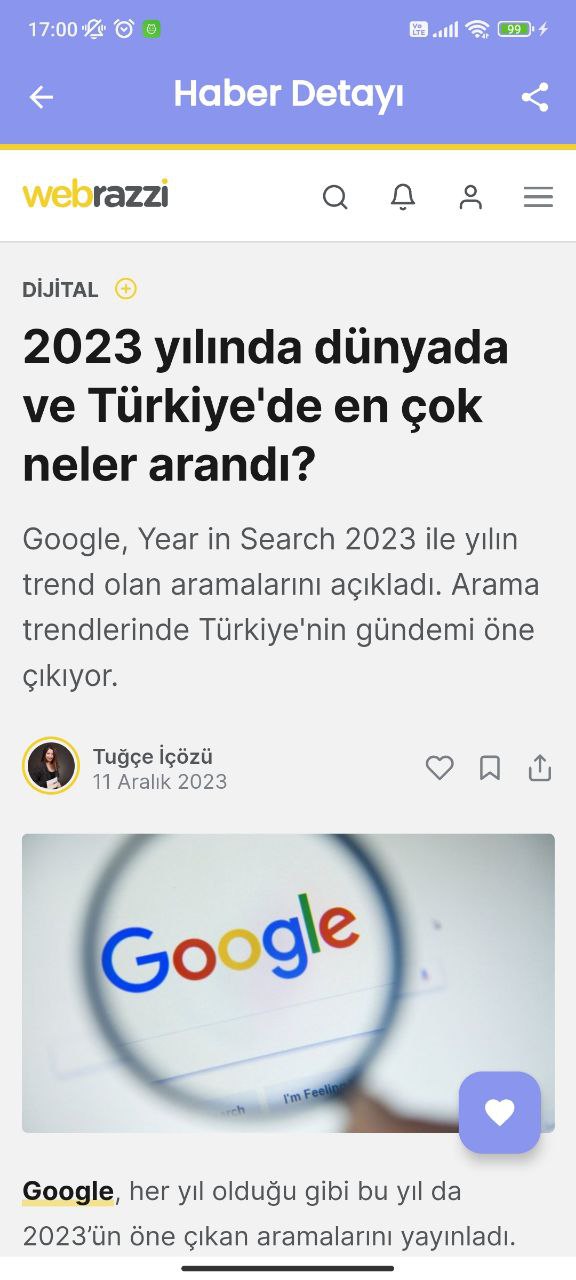 17:00
Vo LTE
99
Haber Detayı
webrazzi
DİJİTAL
2023 yılında dünyada
ve Türkiye'de en çok
neler arandı?
Google, Year in Search 2023 ile yılın
trend olan aramalarını açıkladı. Arama
trendlerinde Türkiye'nin gündemi öne
çıkıyor.
Tuğçe İçözü
11 Aralık 2023
Google
I'm Feelin
Google, her yıl olduğu gibi bu yıl da
2023’ün öne çıkan aramalarını yayınladı.